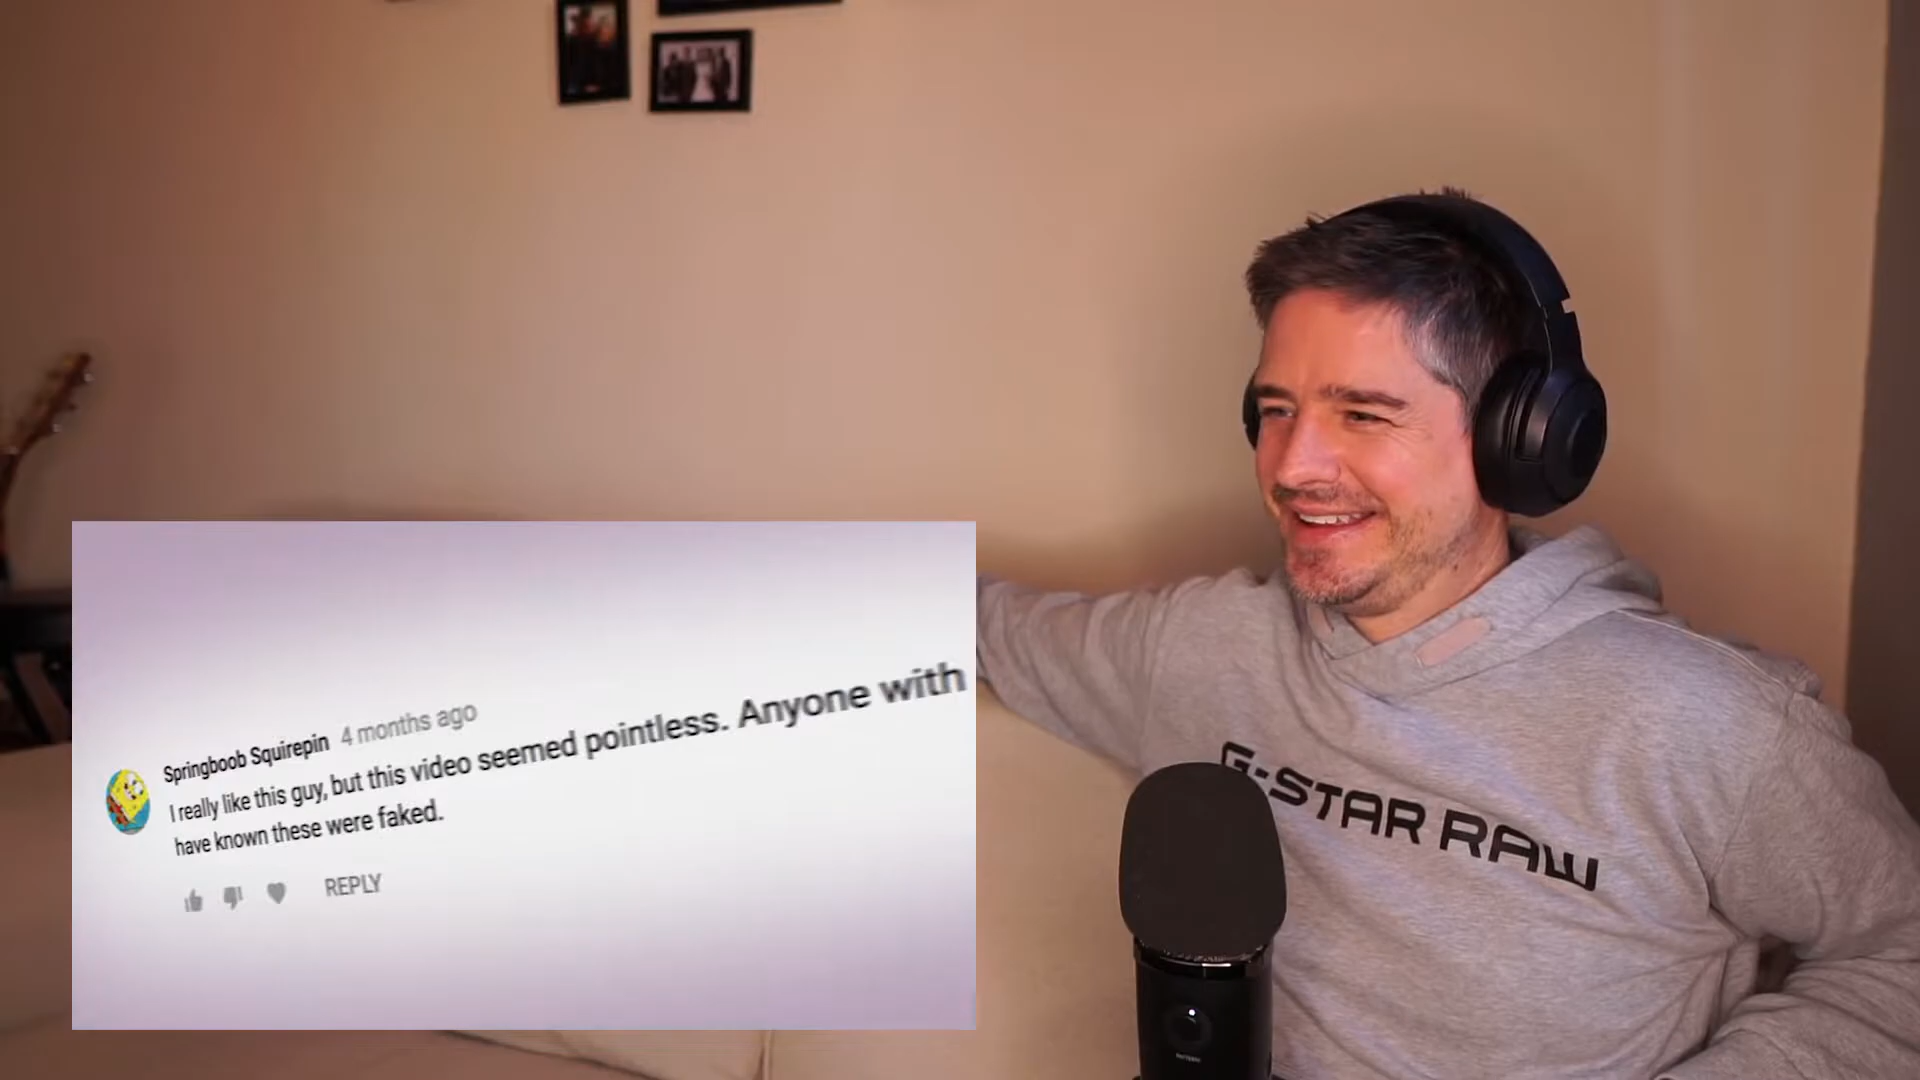 Springboob Squirepin 4 months ago
I really like this guy, but this video seemed pointless. Anyone with
have known these were faked.
REPLY
G-STAR RAW